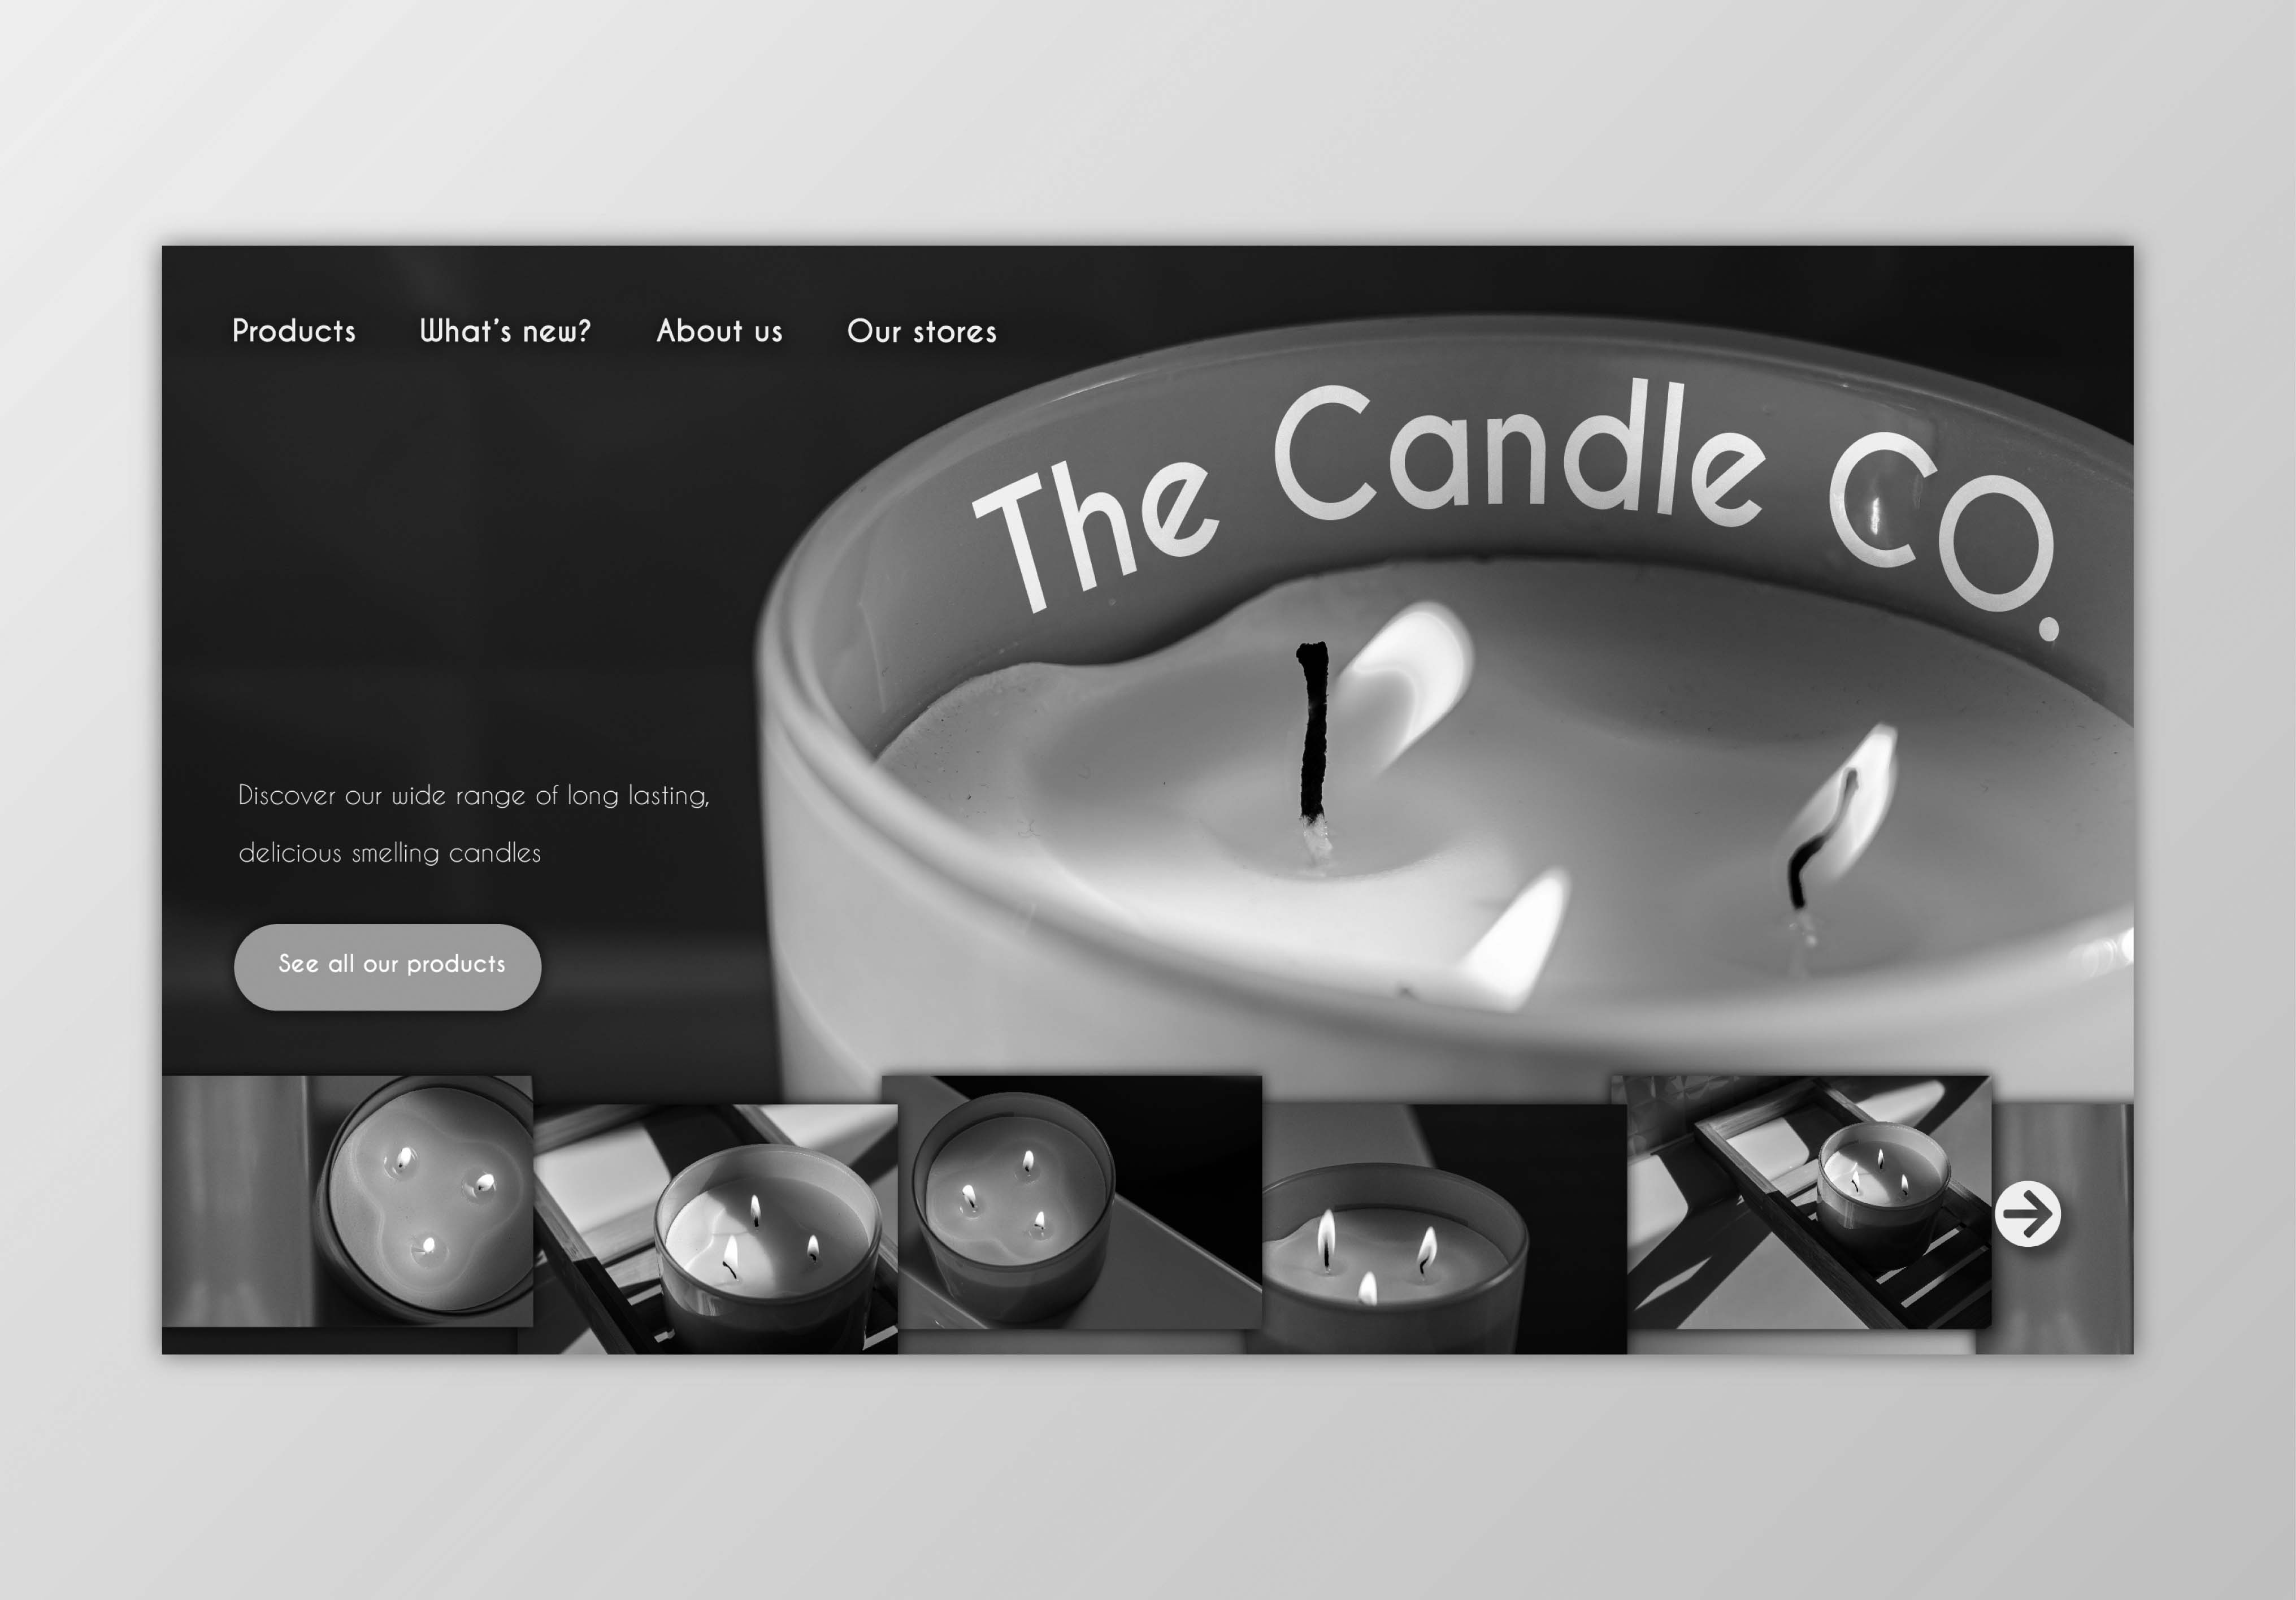 Products
What's new?
About us
Our stores
The Candle CO.
Discover our wide range of long lasting,
delicious smelling candles
See all our products